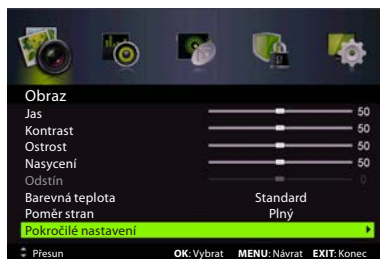 Obraz
Jas 50
Kontrast 50
Ostrost 50
Nasycení 50
Odstín 0
Barevná teplota Standard
Poměr stran Plný
Pokročilé nastavení
Přesun OK: Vybrat MENU: Návrat EXIT: Konec